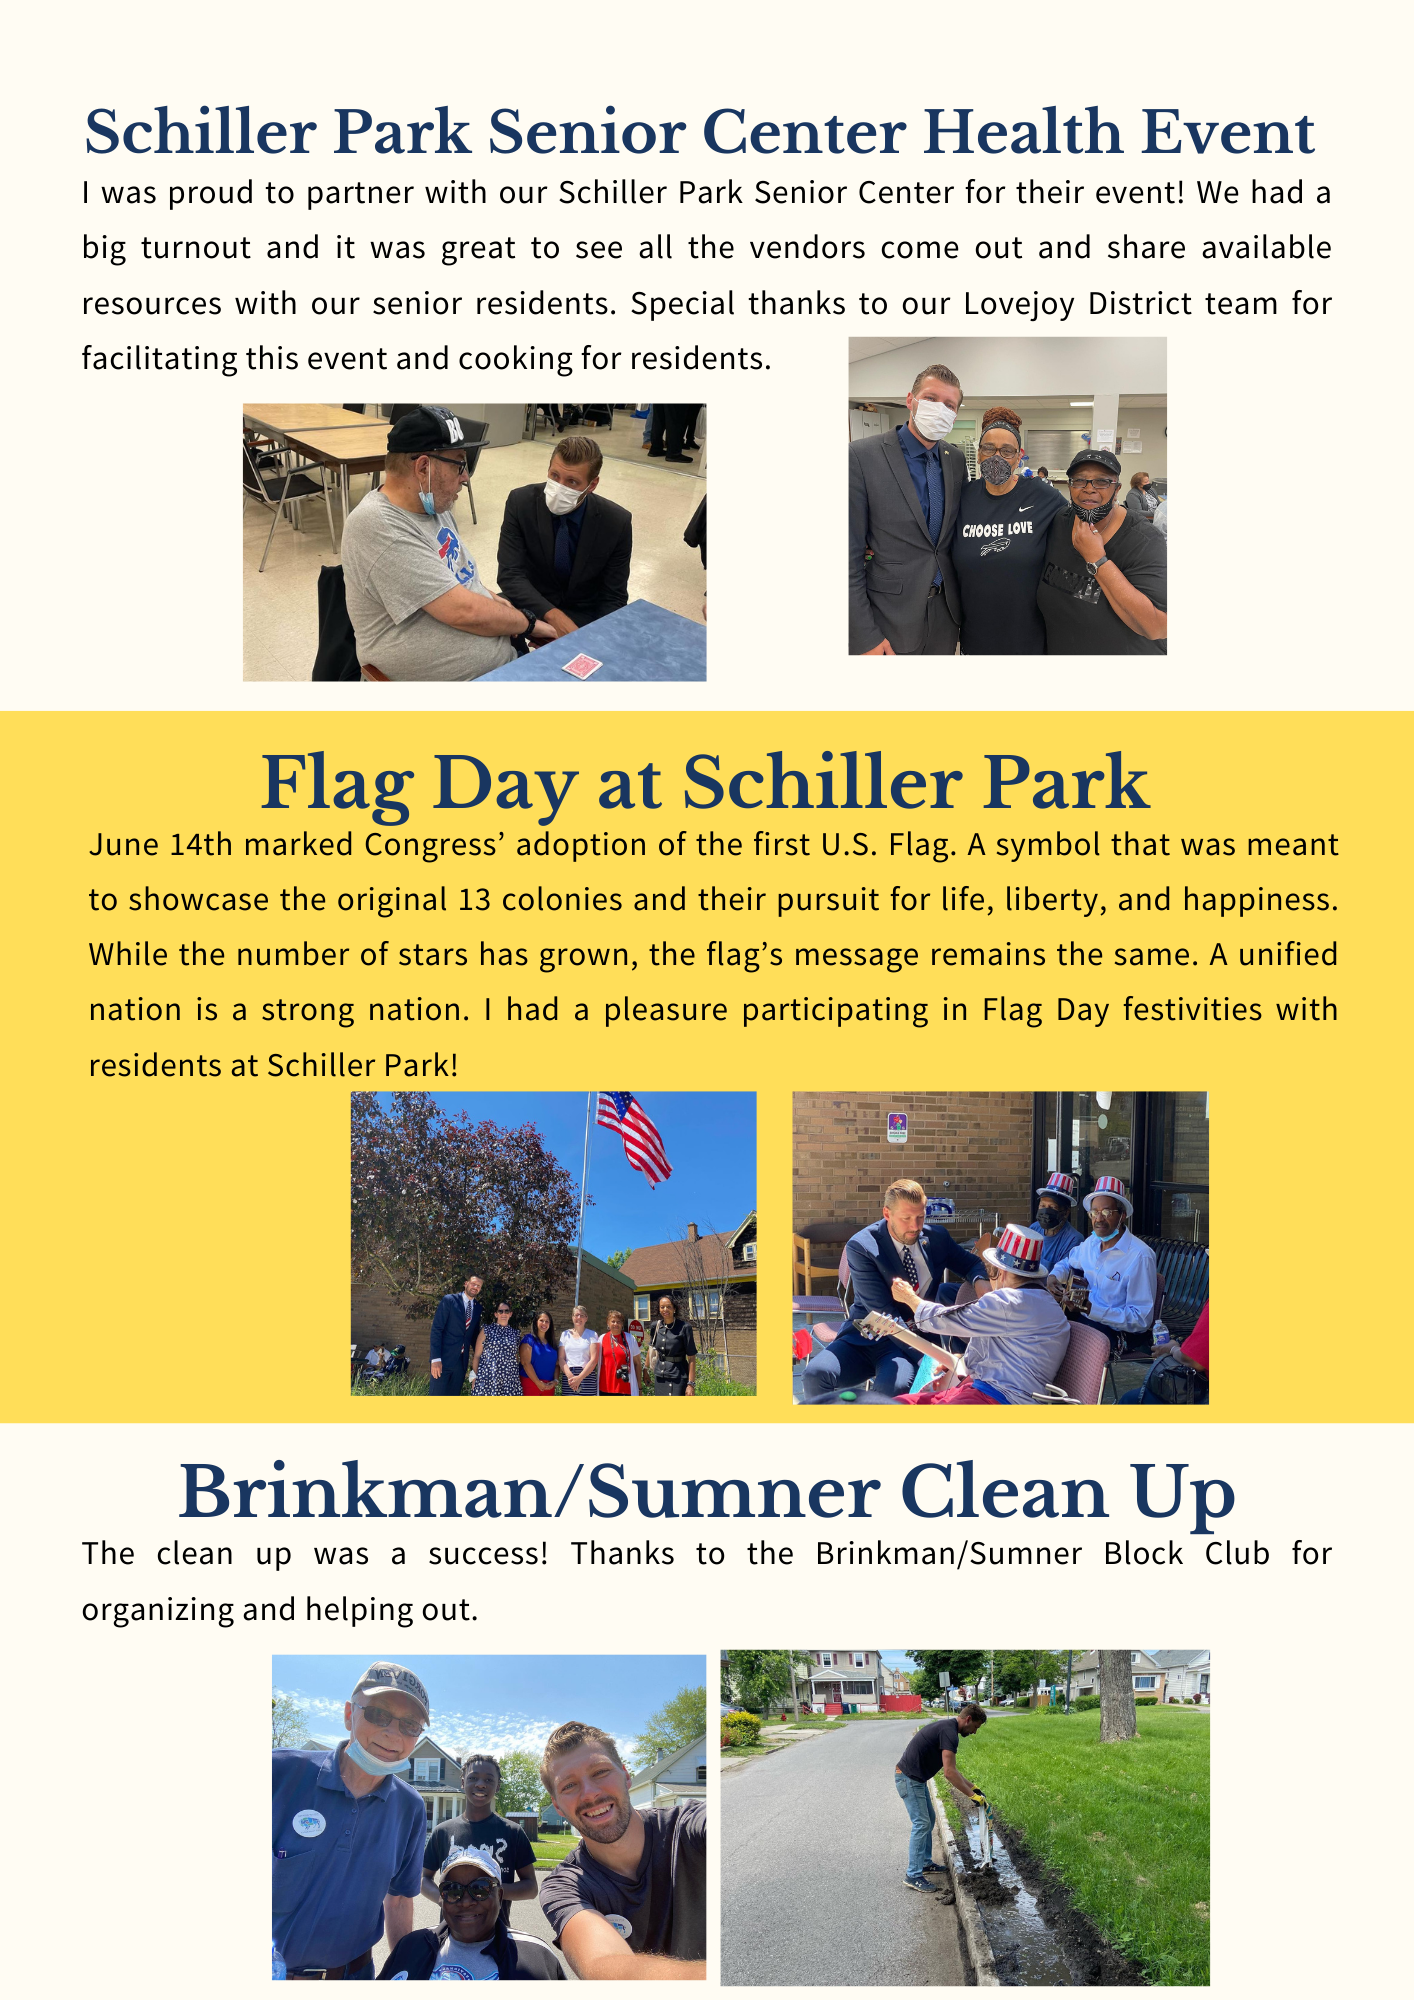 Schiller Park Senior Center Health Event
I was proud to partner with our Schiller Park Senior Center for their event! We had a
big turnout and it was great to see all the vendors come out and share available
resources with our senior residents. Special thanks to our Lovejoy District team for
facilitating this event and cooking for residents.
CHOOSE LOVE
Flag Day at Schiller Park
June 14th marked Congress’ adoption of the first U.S. Flag. A symbol that was meant
to showcase the original 13 colonies and their pursuit for life, liberty, and happiness.
While the number of stars has grown, the flag’s message remains the same. A unified
nation is a strong nation. I had a pleasure participating in Flag Day festivities with
residents at Schiller Park!
Brinkman/Sumner Clean Up
The clean up was a success! Thanks to the Brinkman/Sumner Block Club for
organizing and helping out.